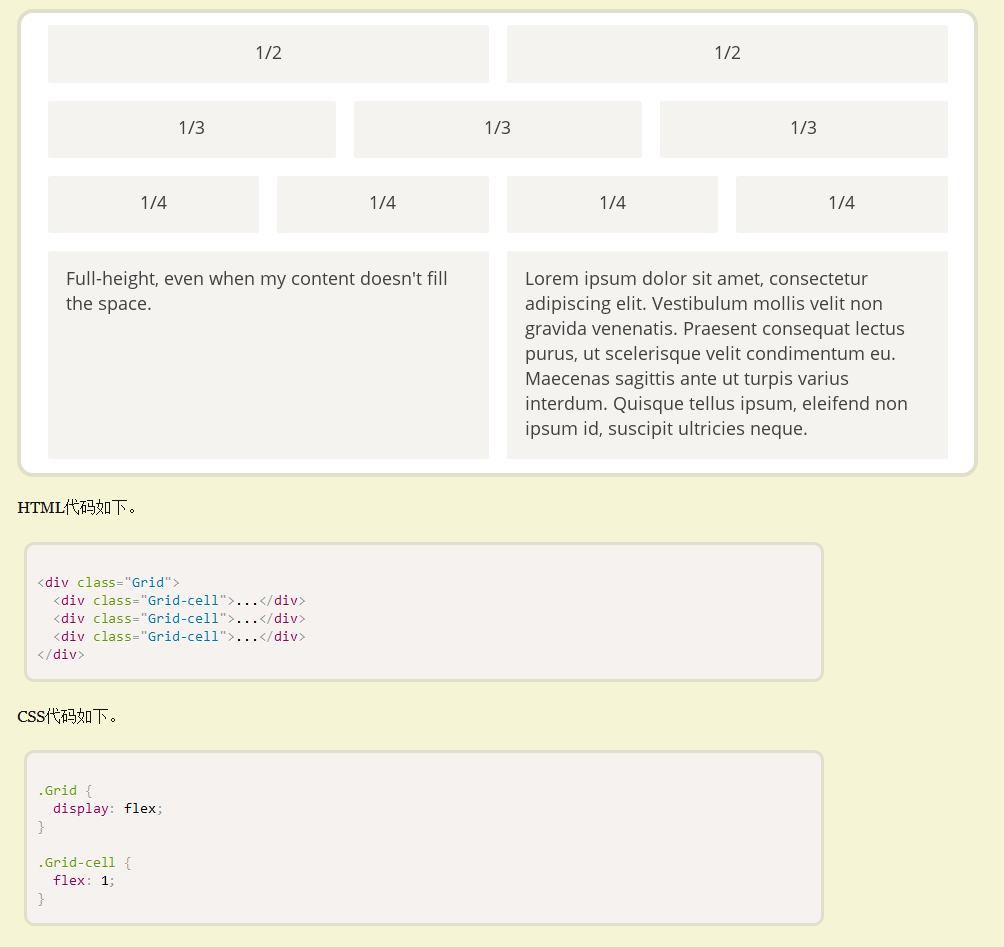 1/2 1/2
1/3 1/3 1/3
1/4 1/4 1/4 1/4
Full-height, even when my content doesn't fill
the space.
Lorem ipsum dolor sit amet, consectetur
adipiscing elit. Vestibulum mollis velit non
gravida venenatis. Praesent consequat lectus
purus, ut scelerisque velit condimentum eu.
Maecenas sagittis ante ut turpis varius
interdum. Quisque tellus ipsum, eleifend non
ipsum id, suscipit ultricies neque.
HTML代码如下。
<div class="Grid">
  <div class="Grid-cell">...</div>
  <div class="Grid-cell">...</div>
  <div class="Grid-cell">...</div>
</div>
CSS代码如下。
.Grid {
  display: flex;
}
.Grid-cell {
  flex: 1;
}